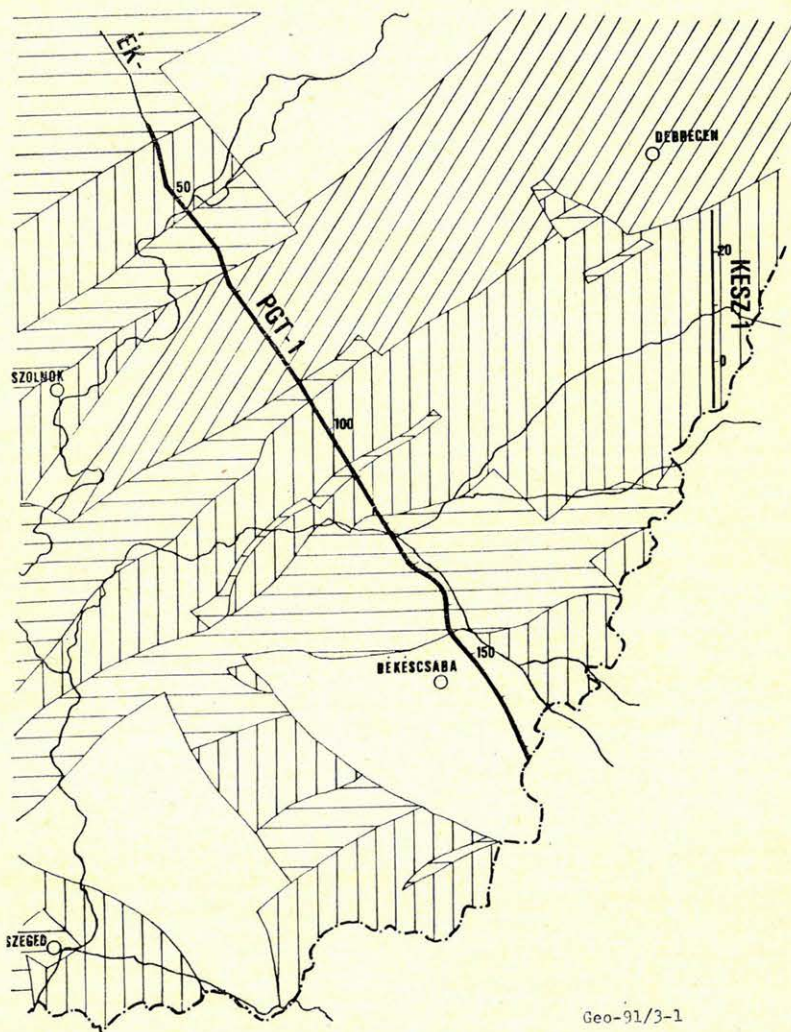 ÉK-
DEBRECEN
50
20
KESZ-1
PGT-1
0
SZOLNOK
100
150
BÉKÉSCSABA
SZEGED
Geo-91/3-1